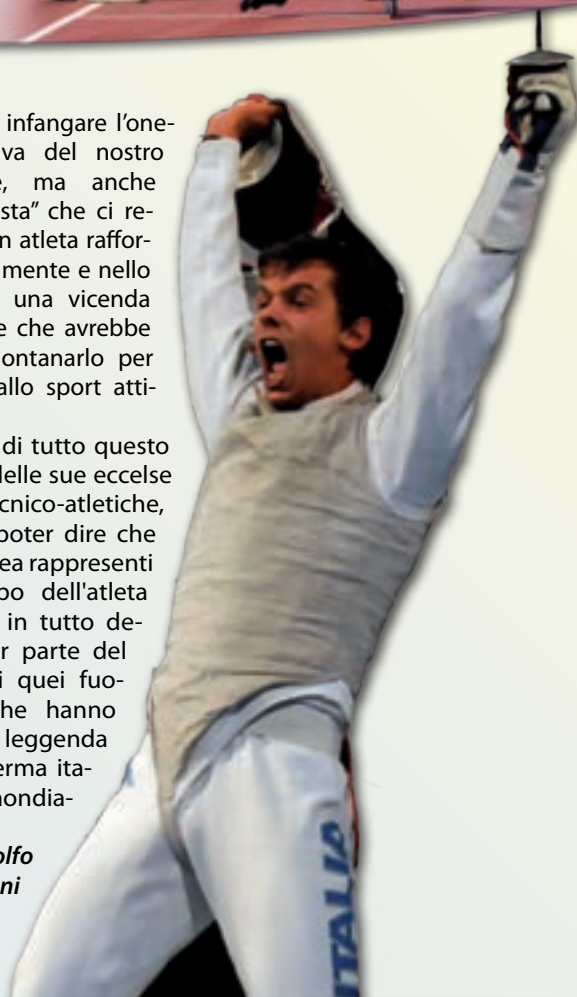 infangare l’one-
va del nostro
, ma anche
sta” che ci re-
n atleta raffor-
mente e nello
una vicenda
e che avrebbe
ontanarlo per
allo sport atti-
di tutto questo
delle sue eccelse
cnico-atletiche,
poter dire che
ea rappresenti
po dell'atleta
in tutto de-
r parte del
i quei fuo-
he hanno
leggenda
erma ita-
mondia-
olfo
ni
ITALIA